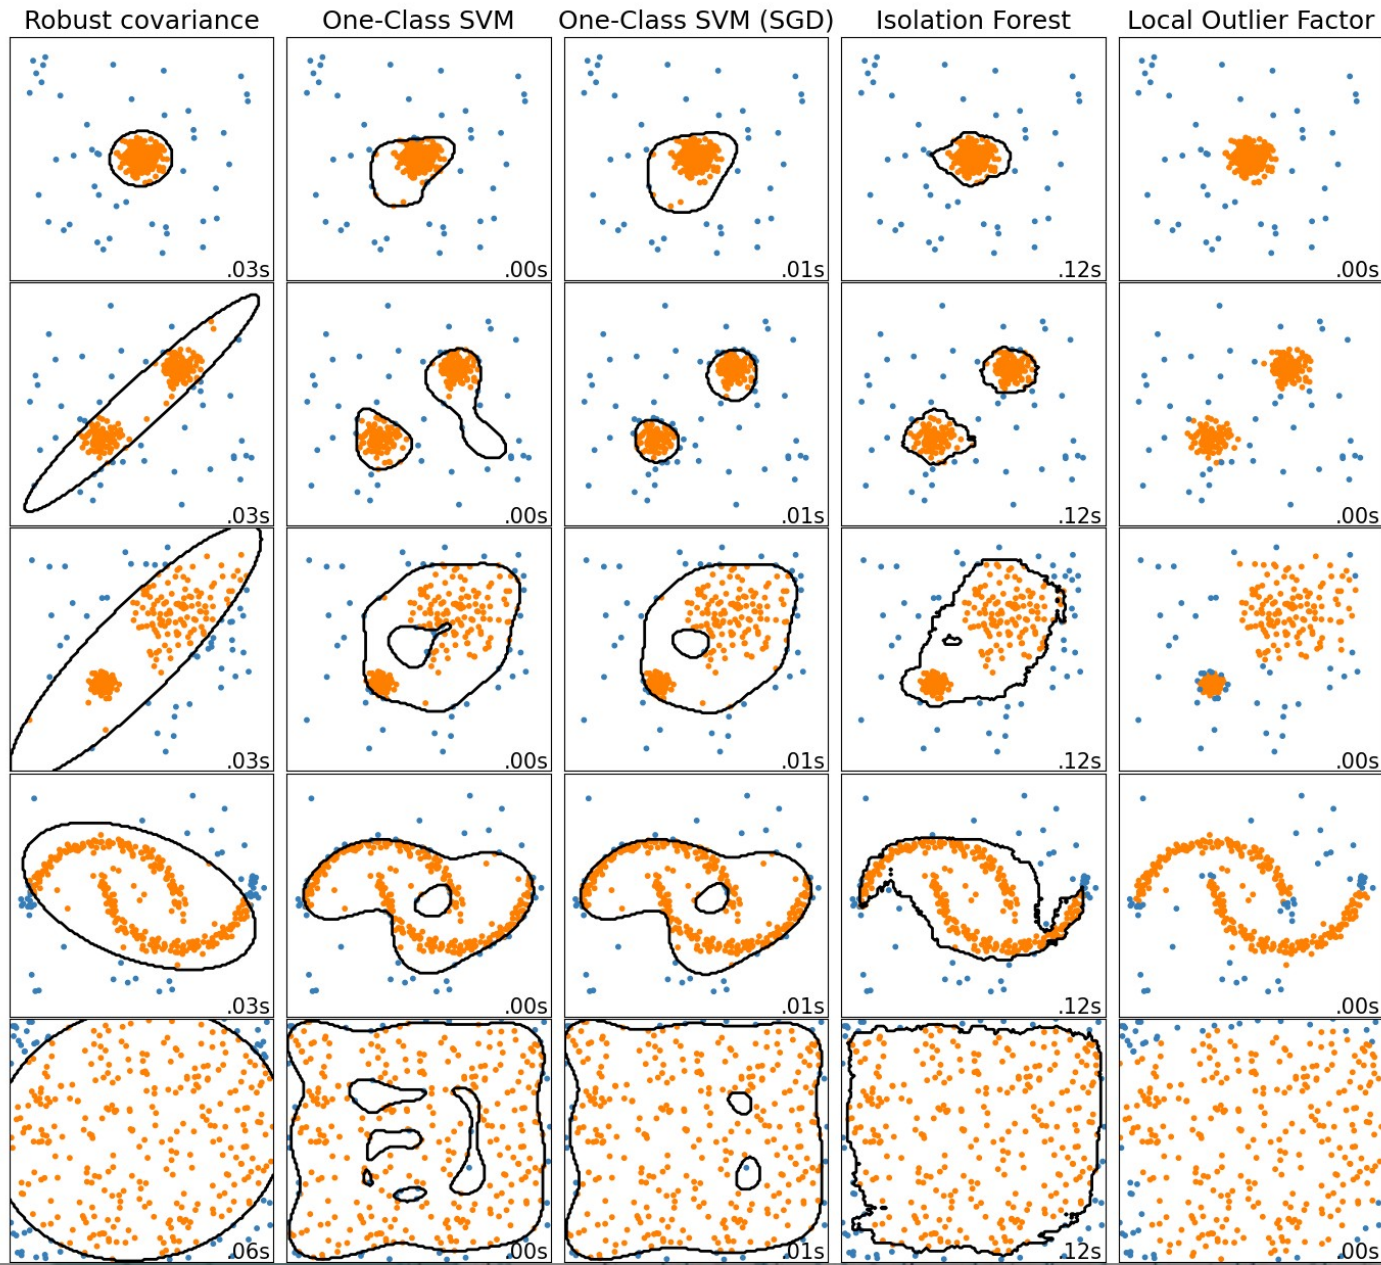 Robust covariance One-Class SVM One-Class SVM (SGD) Isolation Forest Local Outlier Factor
.03s .00s .01s .12s .00s
.03s .00s .01s .12s .00s
.03s .00s .01s .12s .00s
.03s .00s .01s .12s .00s
.06s .00s .01s .12s .00s